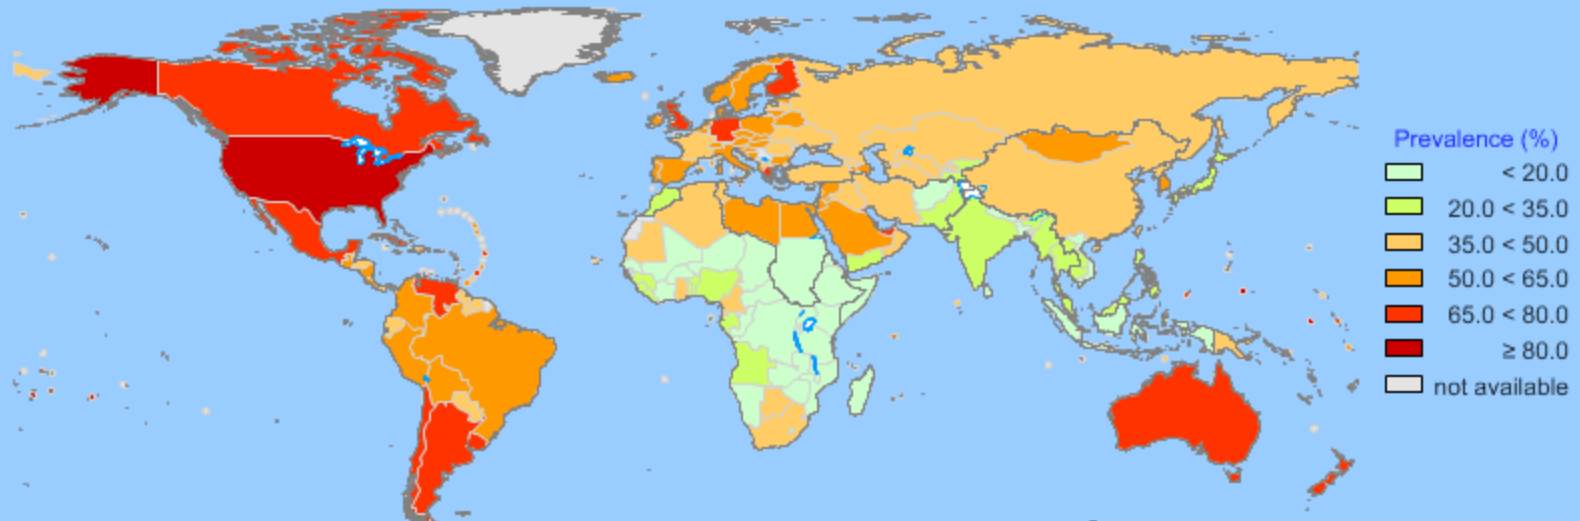 Prevalence (%)
< 20.0
20.0 < 35.0
35.0 < 50.0
50.0 < 65.0
65.0 < 80.0
≥ 80.0
not available